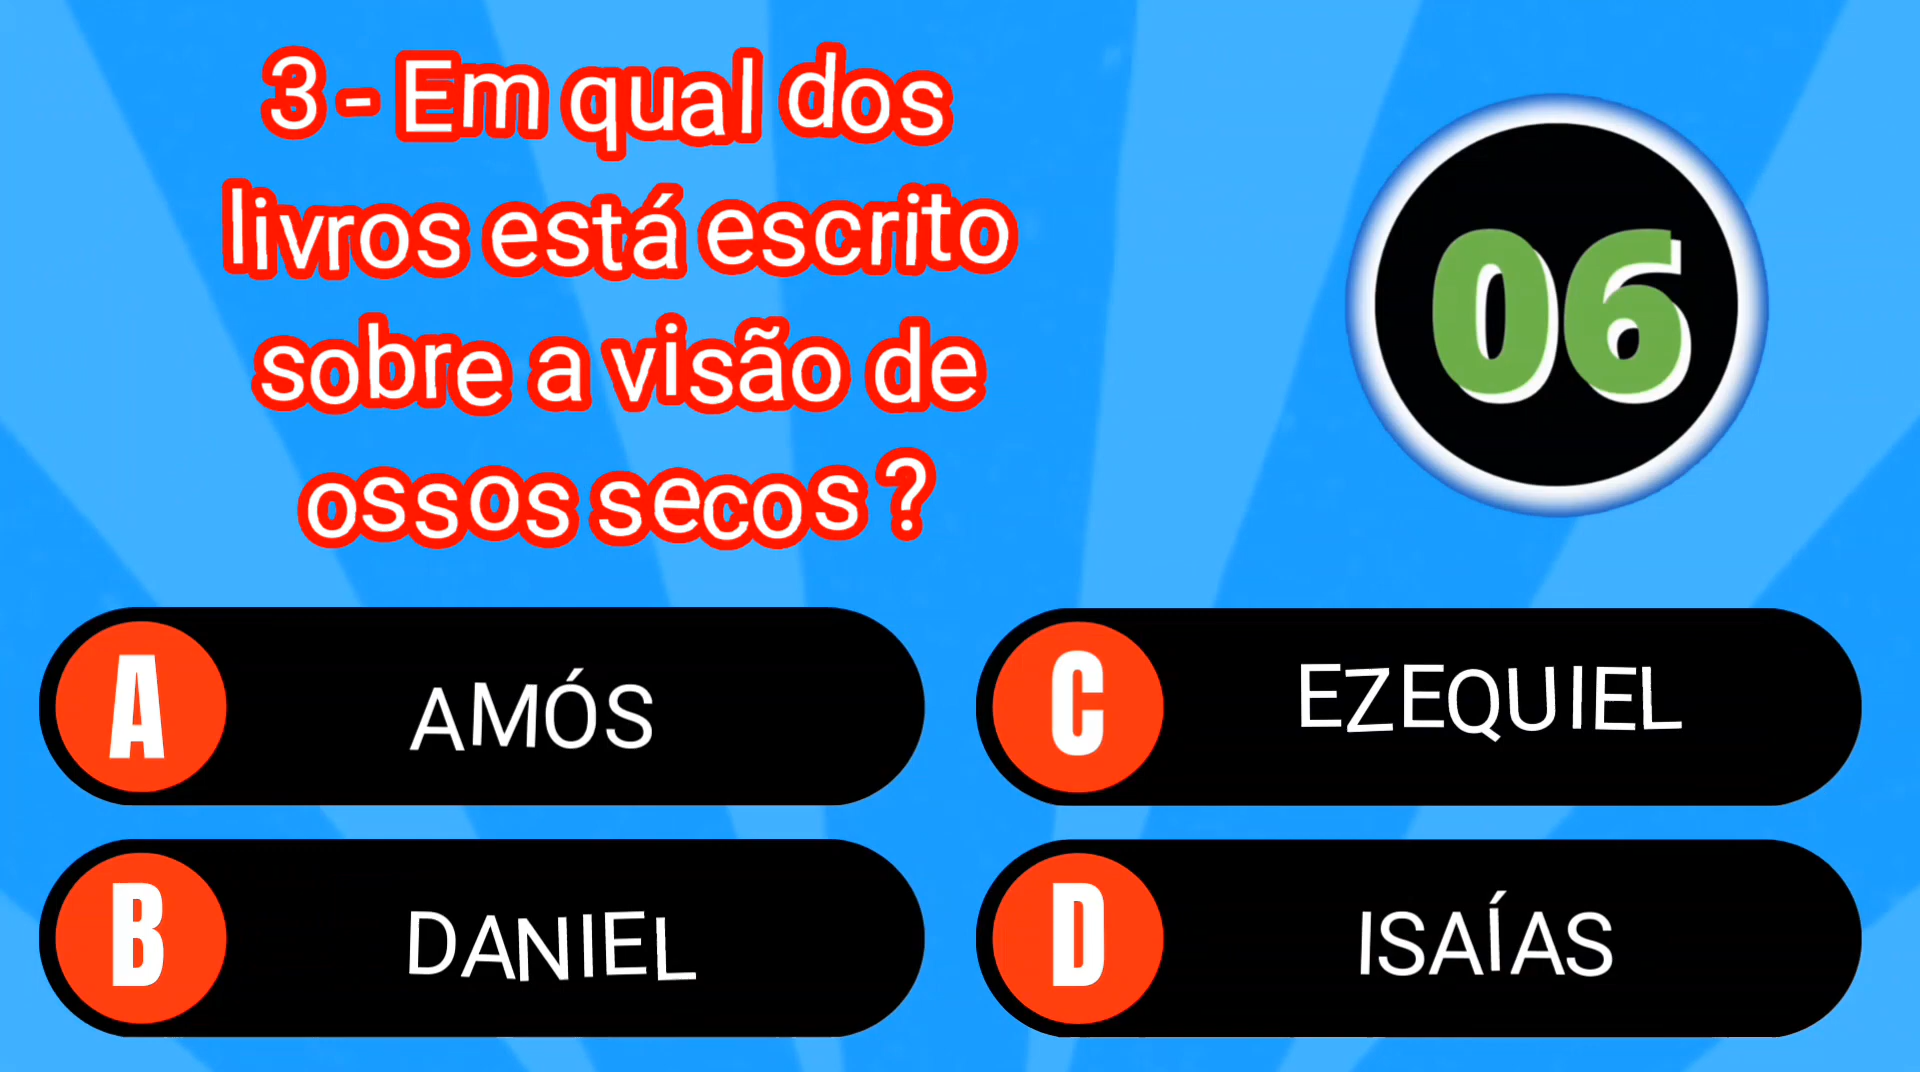 3 - Em qual dos
livros está escrito
sobre a visão de
ossos secos ?
06
A AMÓS
C EZEQUIEL
B DANIEL
D ISAÍAS